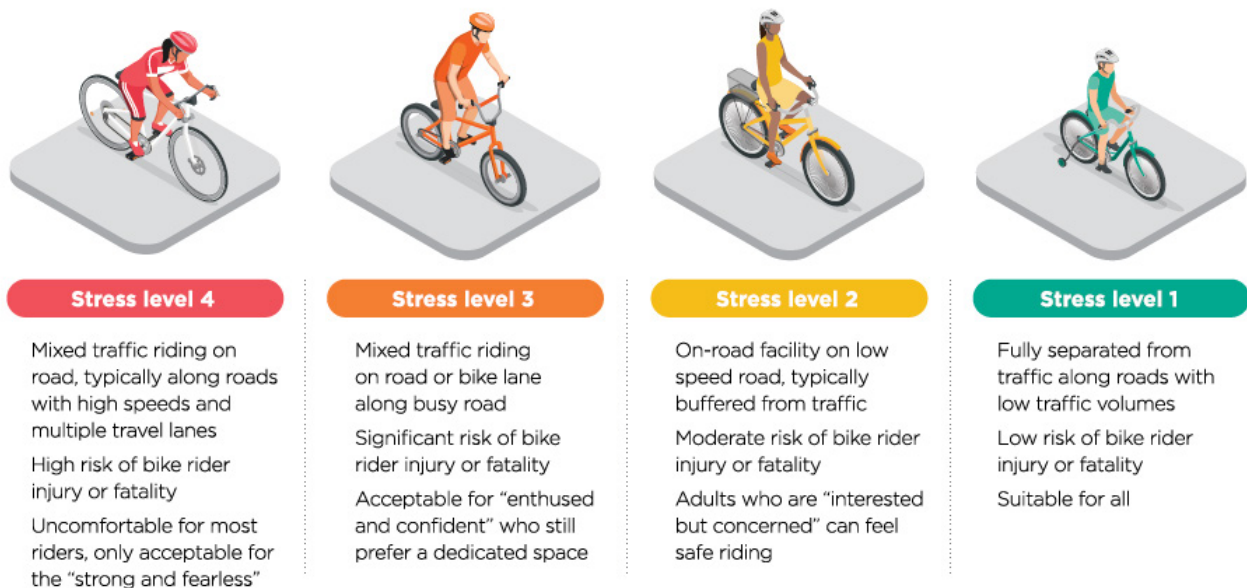 Stress level 4
Mixed traffic riding on
road, typically along roads
with high speeds and
multiple travel lanes
High risk of bike rider
injury or fatality
Uncomfortable for most
riders, only acceptable for
the “strong and fearless”
Stress level 3
Mixed traffic riding
on road or bike lane
along busy road
Significant risk of bike
rider injury or fatality
Acceptable for “enthused
and confident” who still
prefer a dedicated space
Stress level 2
On-road facility on low
speed road, typically
buffered from traffic
Moderate risk of bike rider
injury or fatality
Adults who are “interested
but concerned” can feel
safe riding
Stress level 1
Fully separated from
traffic along roads with
low traffic volumes
Low risk of bike rider
injury or fatality
Suitable for all